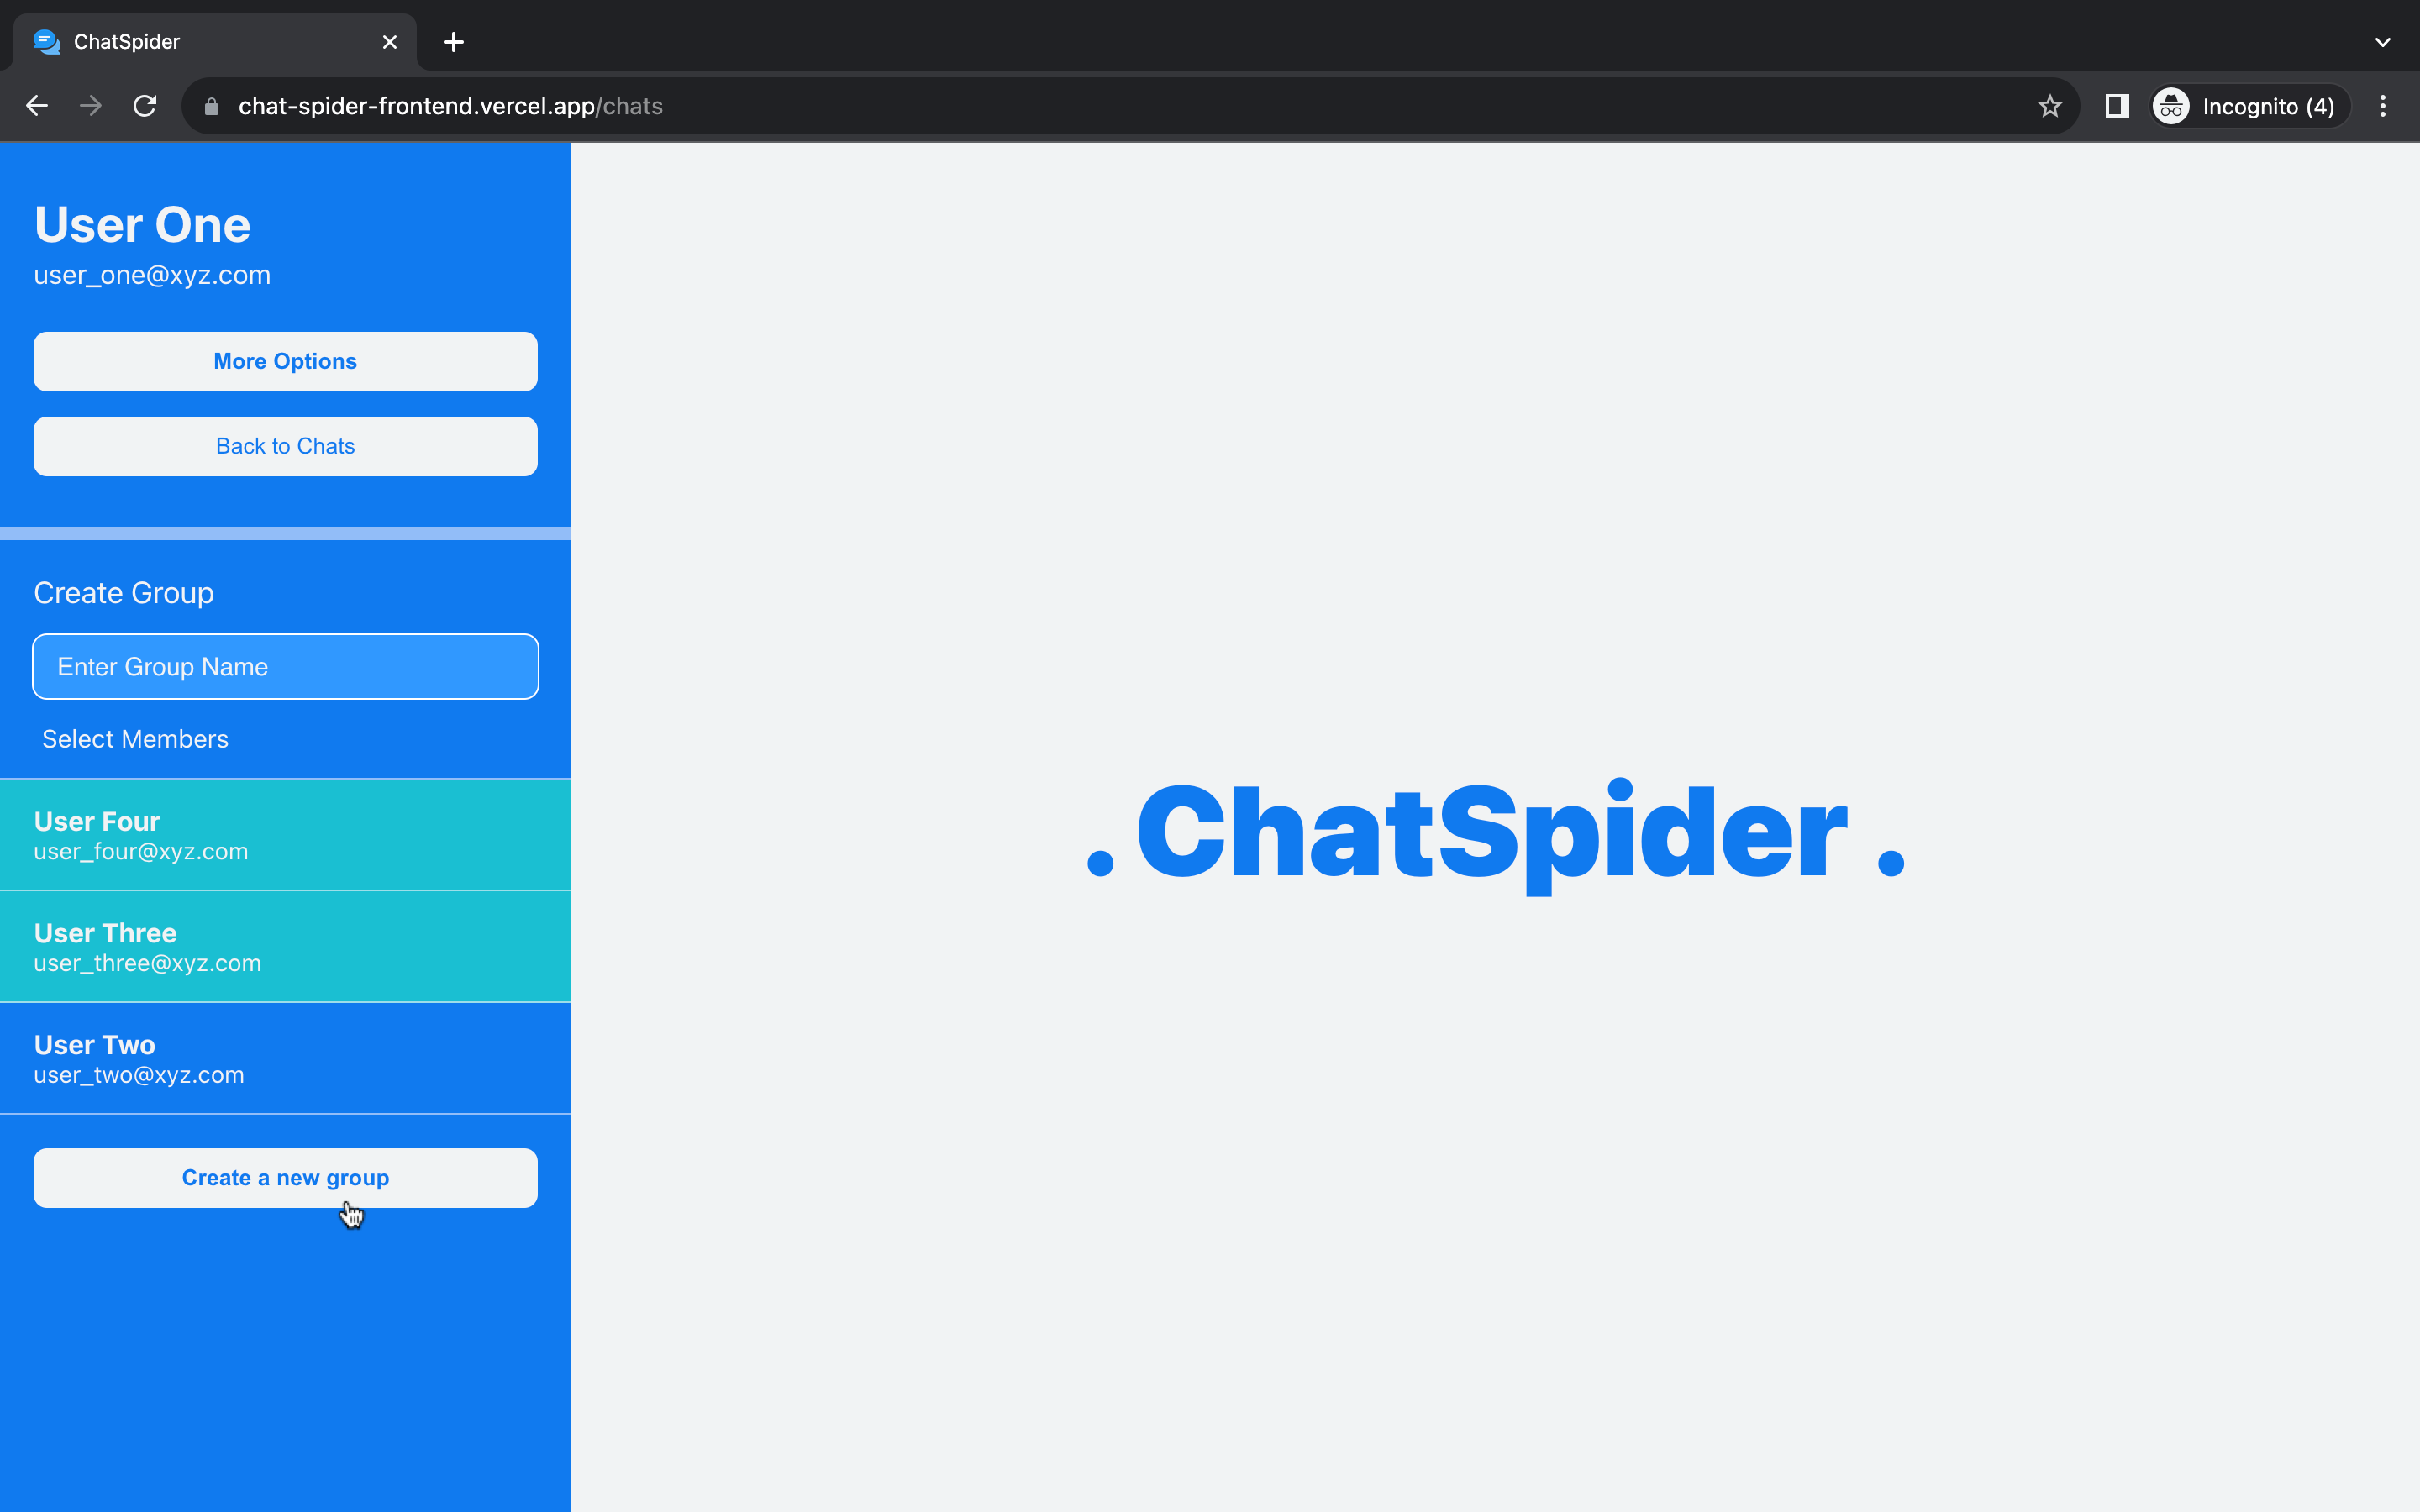 ChatSpider
chat-spider-frontend.vercel.app/chats
Incognito (4)
User One
user_one@xyz.com
More Options
Back to Chats
Create Group
Enter Group Name
Select Members
User Four
user_four@xyz.com
User Three
user_three@xyz.com
User Two
user_two@xyz.com
Create a new group
.ChatSpider.